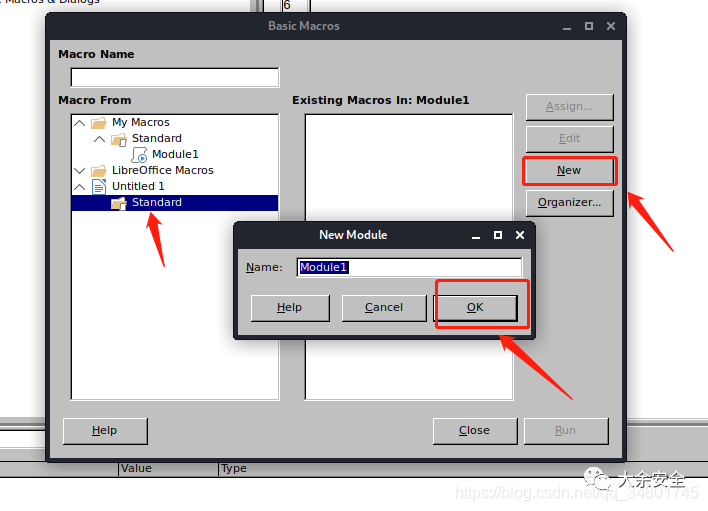 Macros & Dialogs
6
Basic Macros
Macro Name
Macro From
Existing Macros In: Module1
My Macros
Standard
Module1
LibreOffice Macros
Untitled 1
Standard
Assign...
Edit
New
Organizer...
New Module
Name:
Module1
Help
Cancel
OK
Help
Close
Run
Value
Type
大余安全
https://blog.csdn.net/qq_34801745